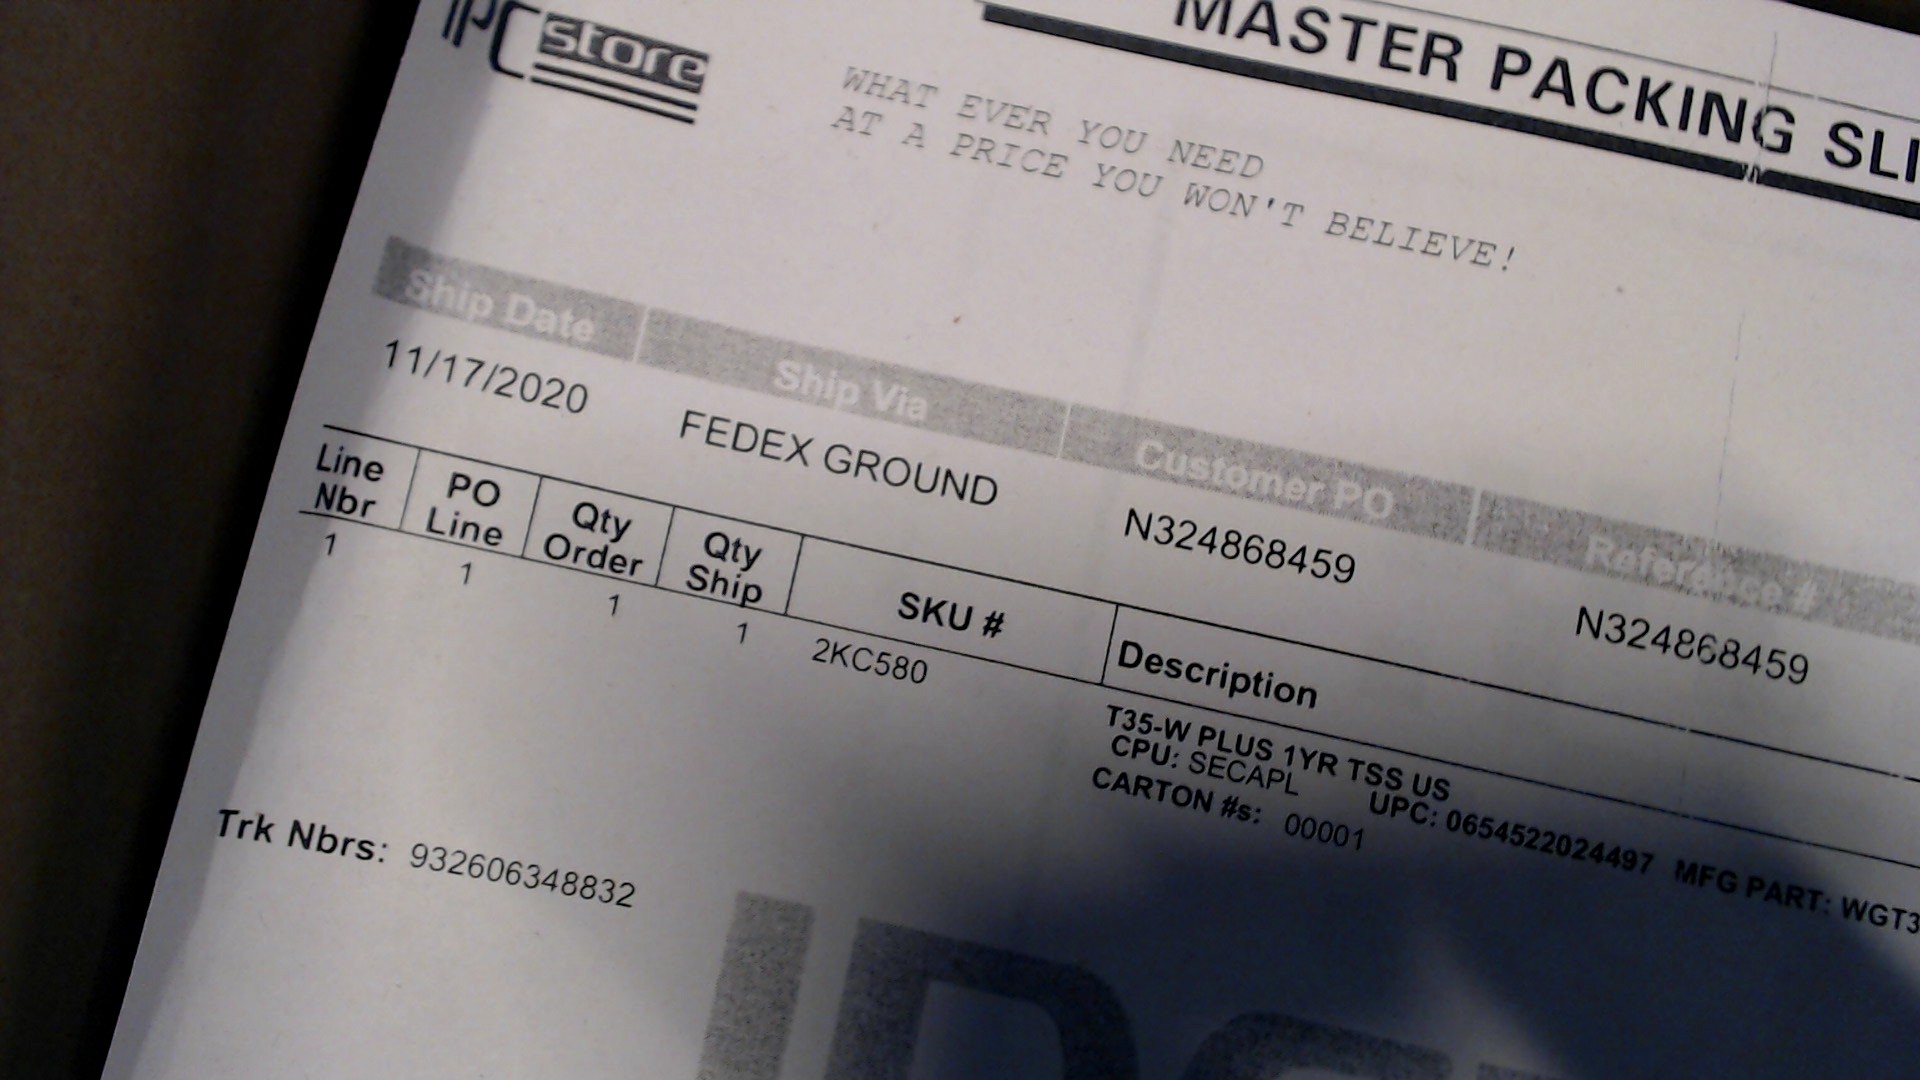 IPC store
MASTER PACKING SLI
WHAT EVER YOU NEED
AT A PRICE YOU WON'T BELIEVE!
Ship Date Ship Via Customer PO Reference #
11/17/2020 FEDEX GROUND N324868459 N324868459
Line Nbr PO Line Qty Order Qty Ship SKU # Description
1 1 1 1 2KC580 T35-W PLUS 1YR TSS US
CPU: SECAPL UPC: 0654522024497 MFG PART: WGT3
CARTON #s: 00001
Trk Nbrs: 932606348832